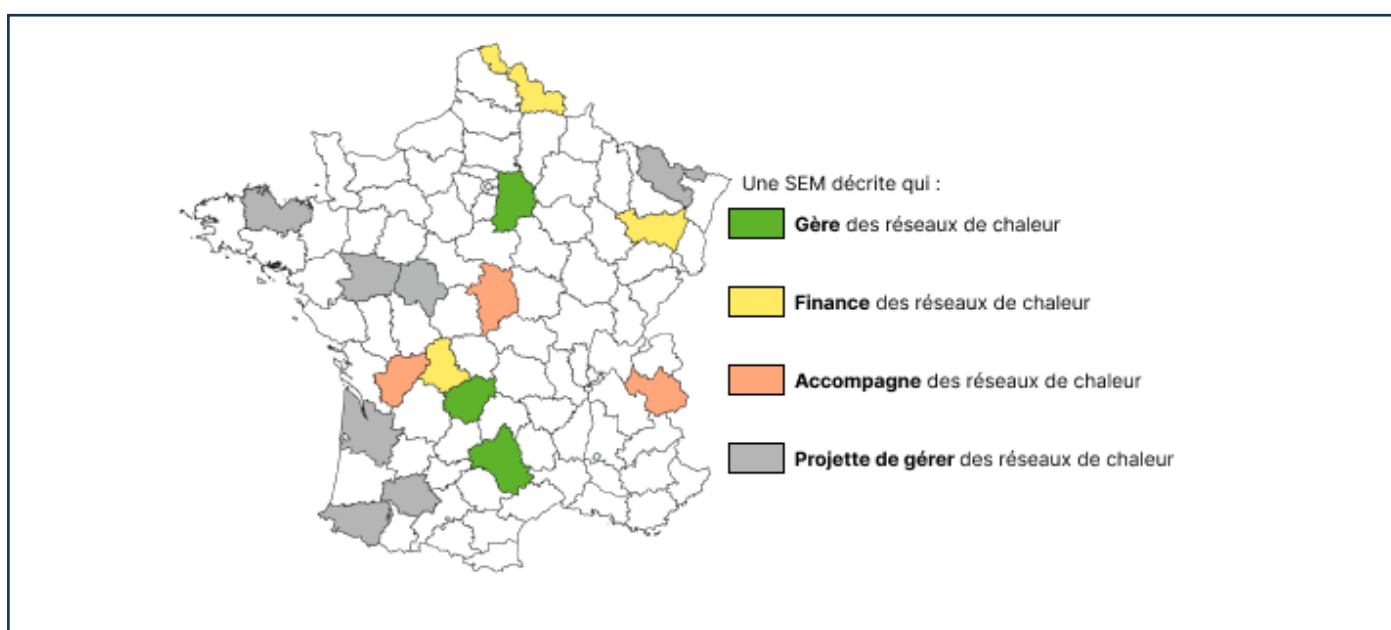 Une SEM décrite qui :
Gère des réseaux de chaleur
Finance des réseaux de chaleur
Accompagne des réseaux de chaleur
Projette de gérer des réseaux de chaleur